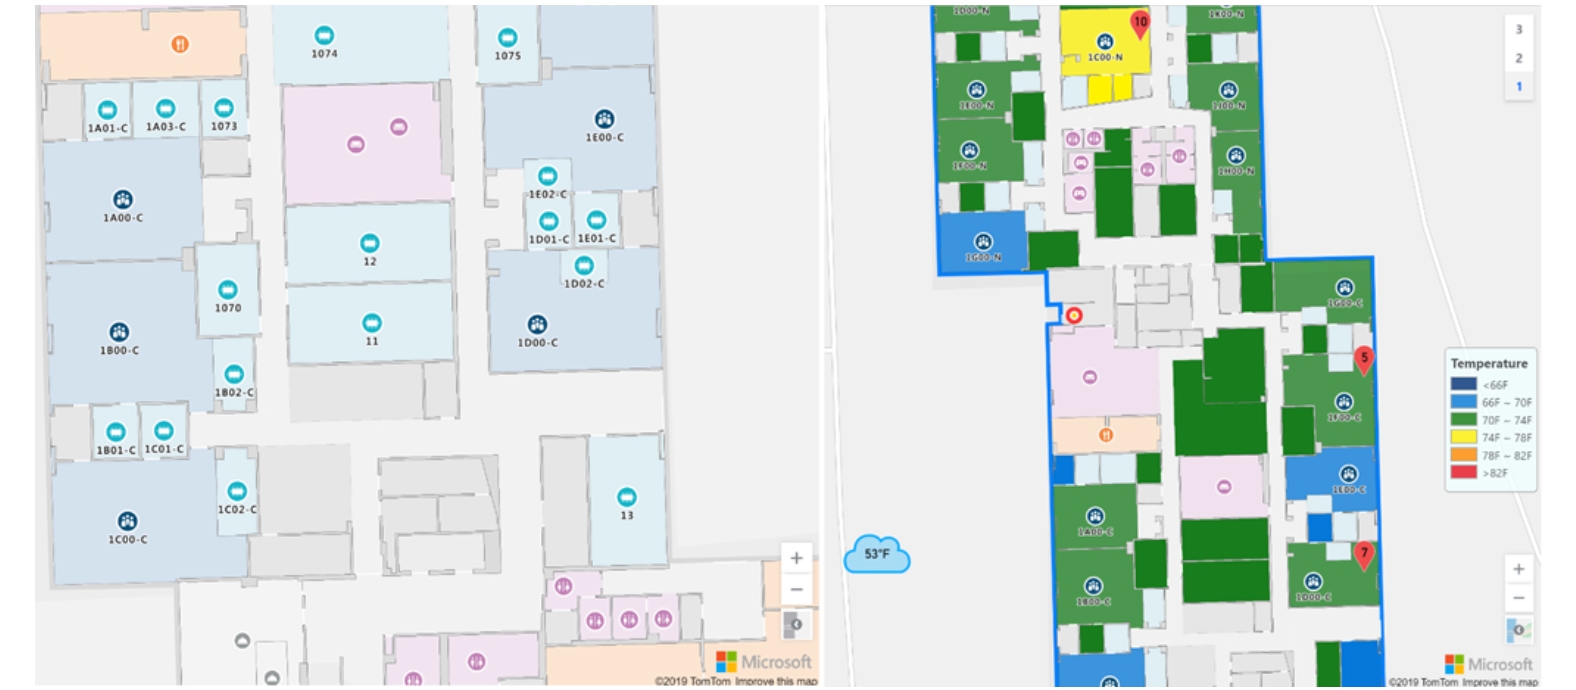 1074
1075
1A01-C
1A03-C
1073
1E00-C
1A00-C
1E02-C
1D01-C
1E01-C
12
1D02-C
1070
11
1D00-C
1B00-C
1B02-C
1B01-C
1C01-C
1C02-C
13
1C00-C
+
−
Microsoft
©2019 TomTom Improve this map
1D00-N
1K00-N
10
1C00-N
3
2
1
1E00-N
1J00-N
1F00-N
1H00-N
1G00-N
1G00-C
5
1F00-C
Temperature
<66F
66F ~ 70F
70F ~ 74F
74F ~ 78F
78F ~ 82F
>82F
1E00-C
1A00-C
53°F
7
1B00-C
1D00-C
+
−
Microsoft
©2019 TomTom Improve this map